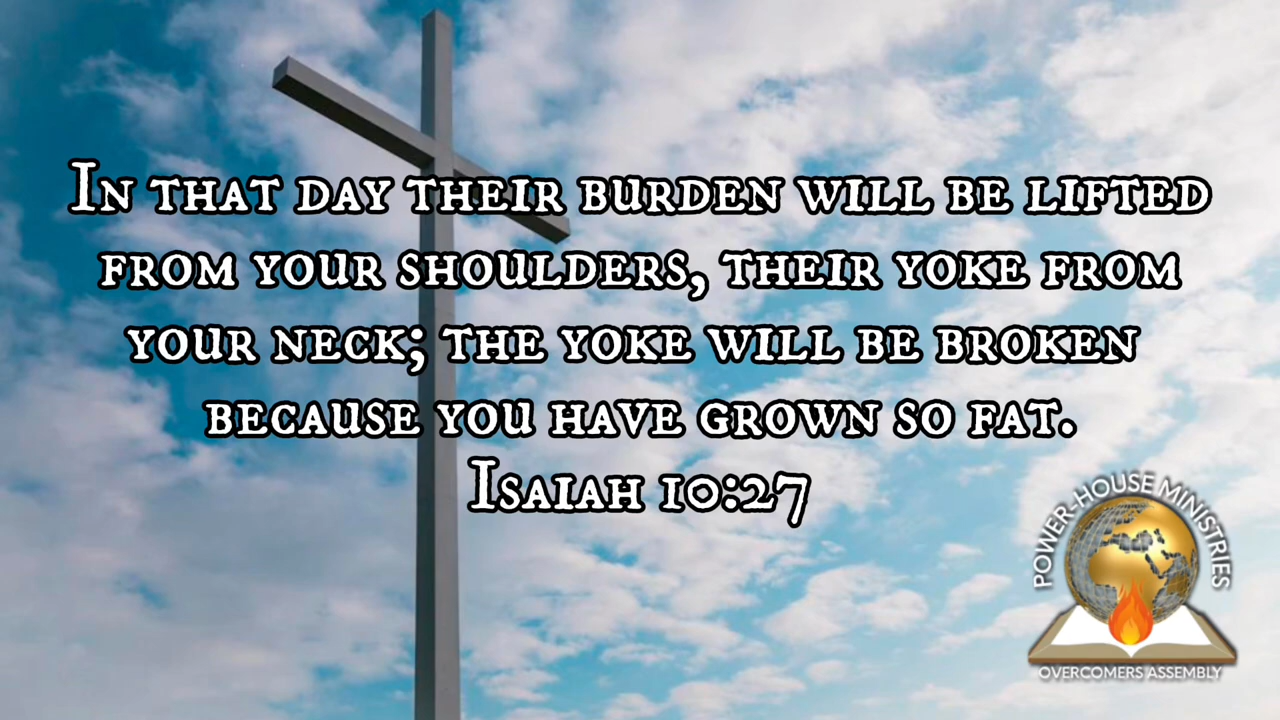 In that day their burden will be lifted
from your shoulders, their yoke from
your neck; the yoke will be broken
because you have grown so fat.
Isaiah 10:27
POWER-HOUSE MINISTRIES
OVERCOMERS ASSEMBLY